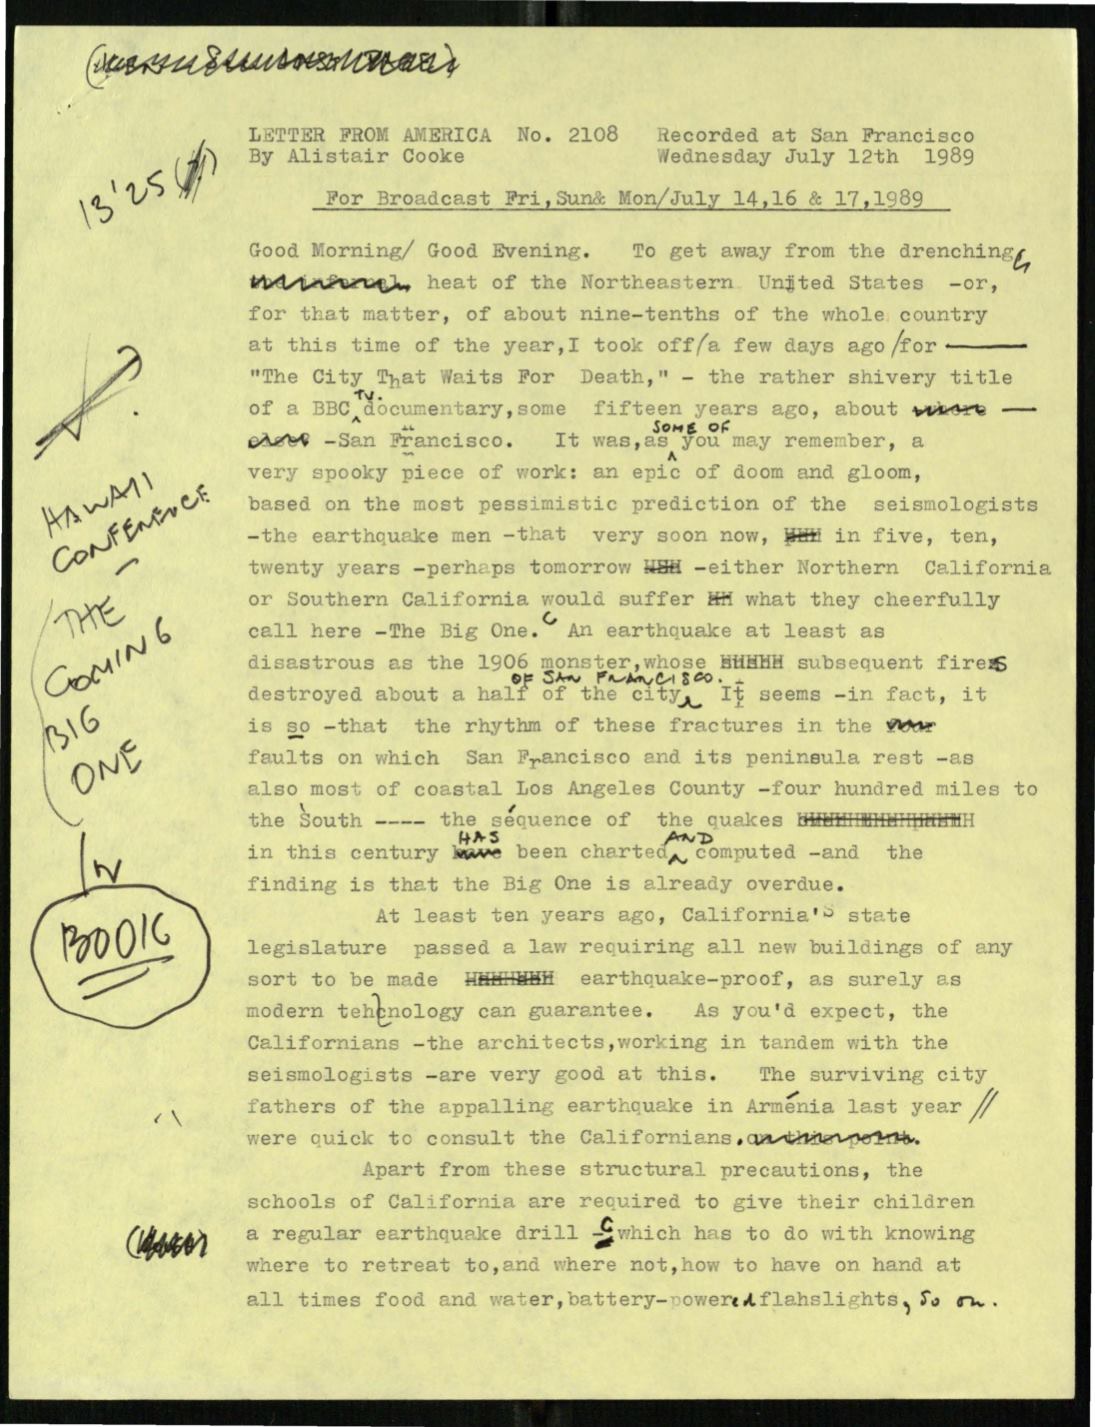 LETTER FROM AMERICA No. 2108 Recorded at San Francisco
By Alistair Cooke Wednesday July 12th 1989
13'25
For Broadcast Fri,Sun& Mon/July 14,16 & 17,1989
Good Morning/ Good Evening. To get away from the drenching
heat of the Northeastern United States -or,
for that matter, of about nine-tenths of the whole country
at this time of the year,I took off/a few days ago/for ———
"The City That Waits For Death," - the rather shivery title
of a BBC TV. documentary,some fifteen years ago, about —
-San Francisco. It was,as SOME OF you may remember, a
very spooky piece of work: an epic of doom and gloom,
based on the most pessimistic prediction of the seismologists
-the earthquake men -that very soon now, in five, ten,
twenty years -perhaps tomorrow -either Northern California
or Southern California would suffer what they cheerfully
call here -The Big One. An earthquake at least as
disastrous as the 1906 monster,whose subsequent fires
destroyed about a half of the city OF SAN FRANCISCO. It seems -in fact, it
is so -that the rhythm of these fractures in the
faults on which San Francisco and its peninsula rest -as
also most of coastal Los Angeles County -four hundred miles to
the South ---- the séquence of the quakes
in this century HAS been charted AND computed -and the
finding is that the Big One is already overdue.
HAWAII
CONFERENCE
—
THE
COMING
BIG
ONE
IN
BOOK
At least ten years ago, California's state
legislature passed a law requiring all new buildings of any
sort to be made earthquake-proof, as surely as
modern tehcnology can guarantee. As you'd expect, the
Californians -the architects,working in tandem with the
seismologists -are very good at this. The surviving city
fathers of the appalling earthquake in Arménia last year //
were quick to consult the Californians.
Apart from these structural precautions, the
schools of California are required to give their children
a regular earthquake drill - which has to do with knowing
where to retreat to,and where not,how to have on hand at
all times food and water,battery-powered flahslights, so on.